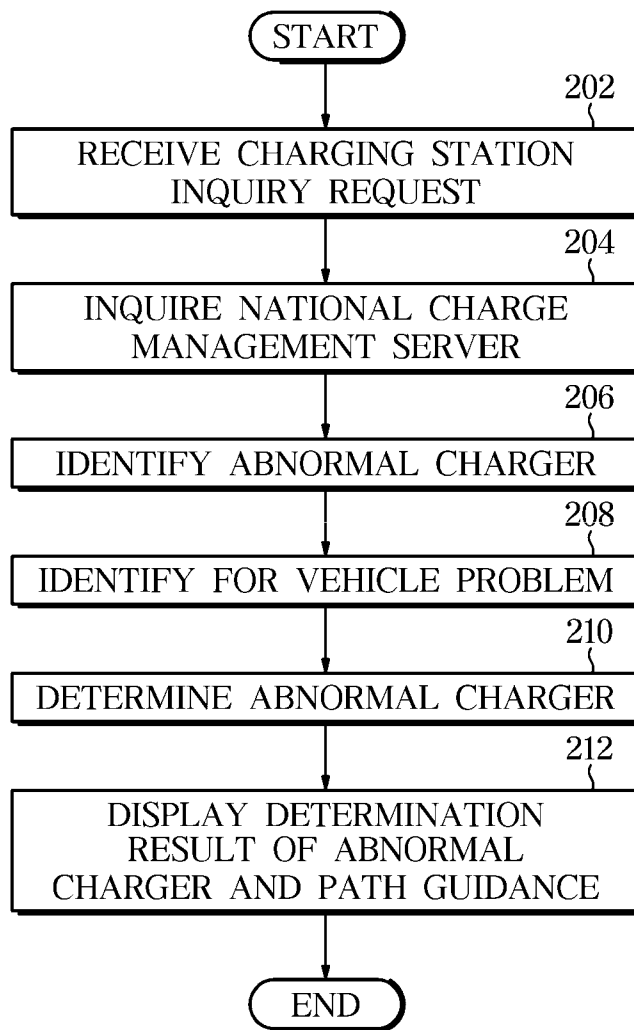 START
202
RECEIVE CHARGING STATION
INQUIRY REQUEST
204
INQUIRE NATIONAL CHARGE
MANAGEMENT SERVER
206
IDENTIFY ABNORMAL CHARGER
208
IDENTIFY FOR VEHICLE PROBLEM
210
DETERMINE ABNORMAL CHARGER
212
DISPLAY DETERMINATION
RESULT OF ABNORMAL
CHARGER AND PATH GUIDANCE
END